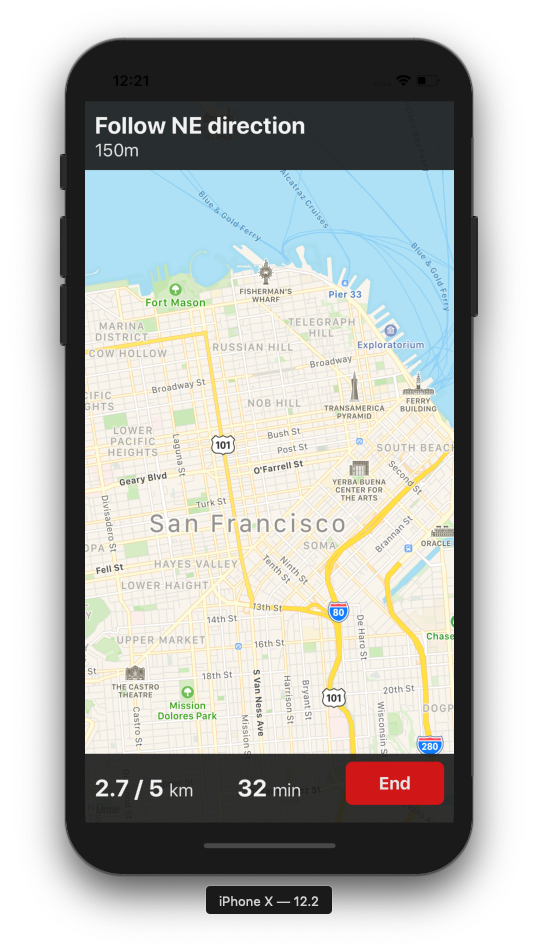 12:21
Follow NE direction
150m
Alcatraz Cruises
Blue & Gold Ferry
Blue & Gold Ferry
FISHERMAN'S
WHARF
Pier 33
Fort Mason
MARINA
DISTRICT
TELEGRAPH
HILL
Exploratorium
COW HOLLOW
RUSSIAN HILL
Broadway
Broadway St
CIFIC
GHTS
NOB HILL
TRANSAMERICA
PYRAMID
FERRY
BUILDING
LOWER
PACIFIC
HEIGHTS
Laguna St
101
Bush St
Post St
SOUTH BEACH
O'Farrell St
Geary Blvd
YERBA BUENA
CENTER FOR
THE ARTS
Second St
Divisadero St
Turk St
San Francisco
Brannan St
ORACLE
OPA
SOMA
HAYES VALLEY
Fell St
Ninth St
Tenth St
LOWER HAIGHT
13th St
80
14th St
De Haro St
Chase
UPPER MARKET
16th St
18th St
THE CASTRO
THEATRE
S Van Ness Ave
Harrison St
Bryant St
20th St
101
Mission
Dolores Park
Castro St
Mission S
Wisconsin S
DOGP
280
2.7 / 5 km
32 min
End
iPhone X — 12.2